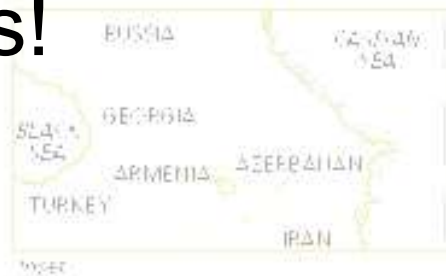 s!
RUSSIA
CASPIAN
SEA
GEORGIA
BLACK
SEA
ARMENIA
AZERBAIJAN
TURKEY
IRAN